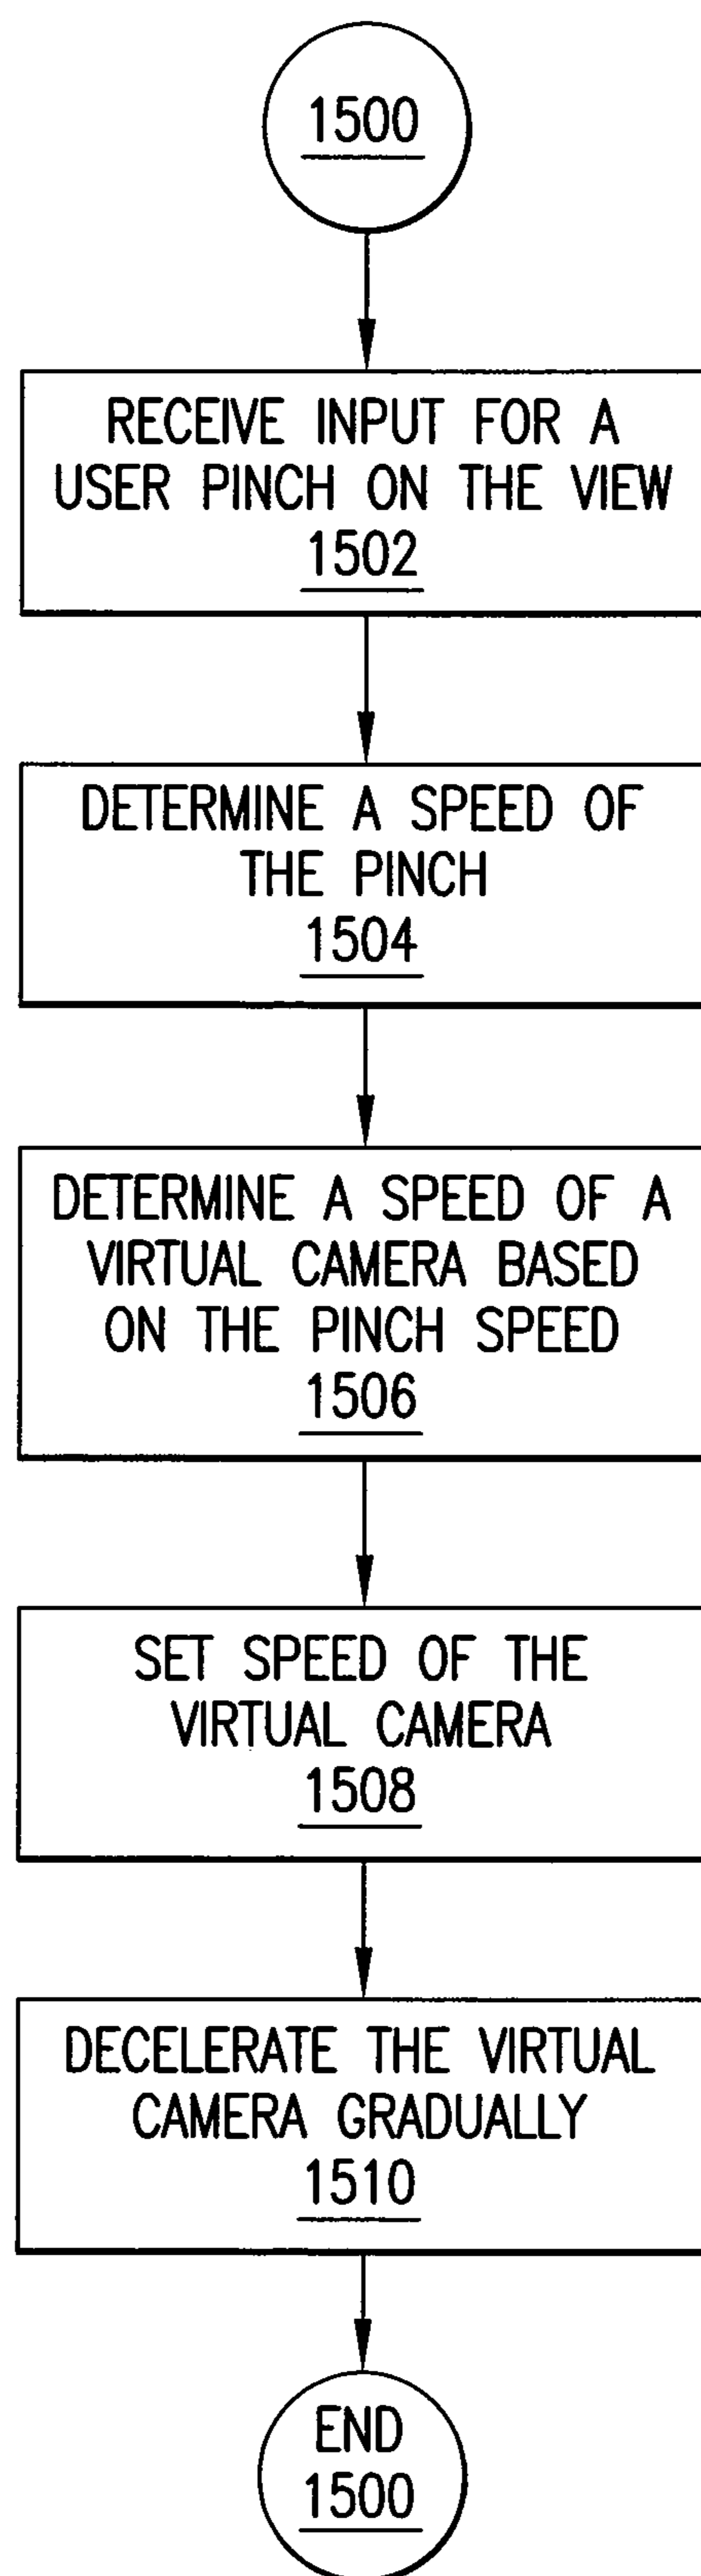 1500
RECEIVE INPUT FOR A
USER PINCH ON THE VIEW
1502
DETERMINE A SPEED OF
THE PINCH
1504
DETERMINE A SPEED OF A
VIRTUAL CAMERA BASED
ON THE PINCH SPEED
1506
SET SPEED OF THE
VIRTUAL CAMERA
1508
DECELERATE THE VIRTUAL
CAMERA GRADUALLY
1510
END
1500